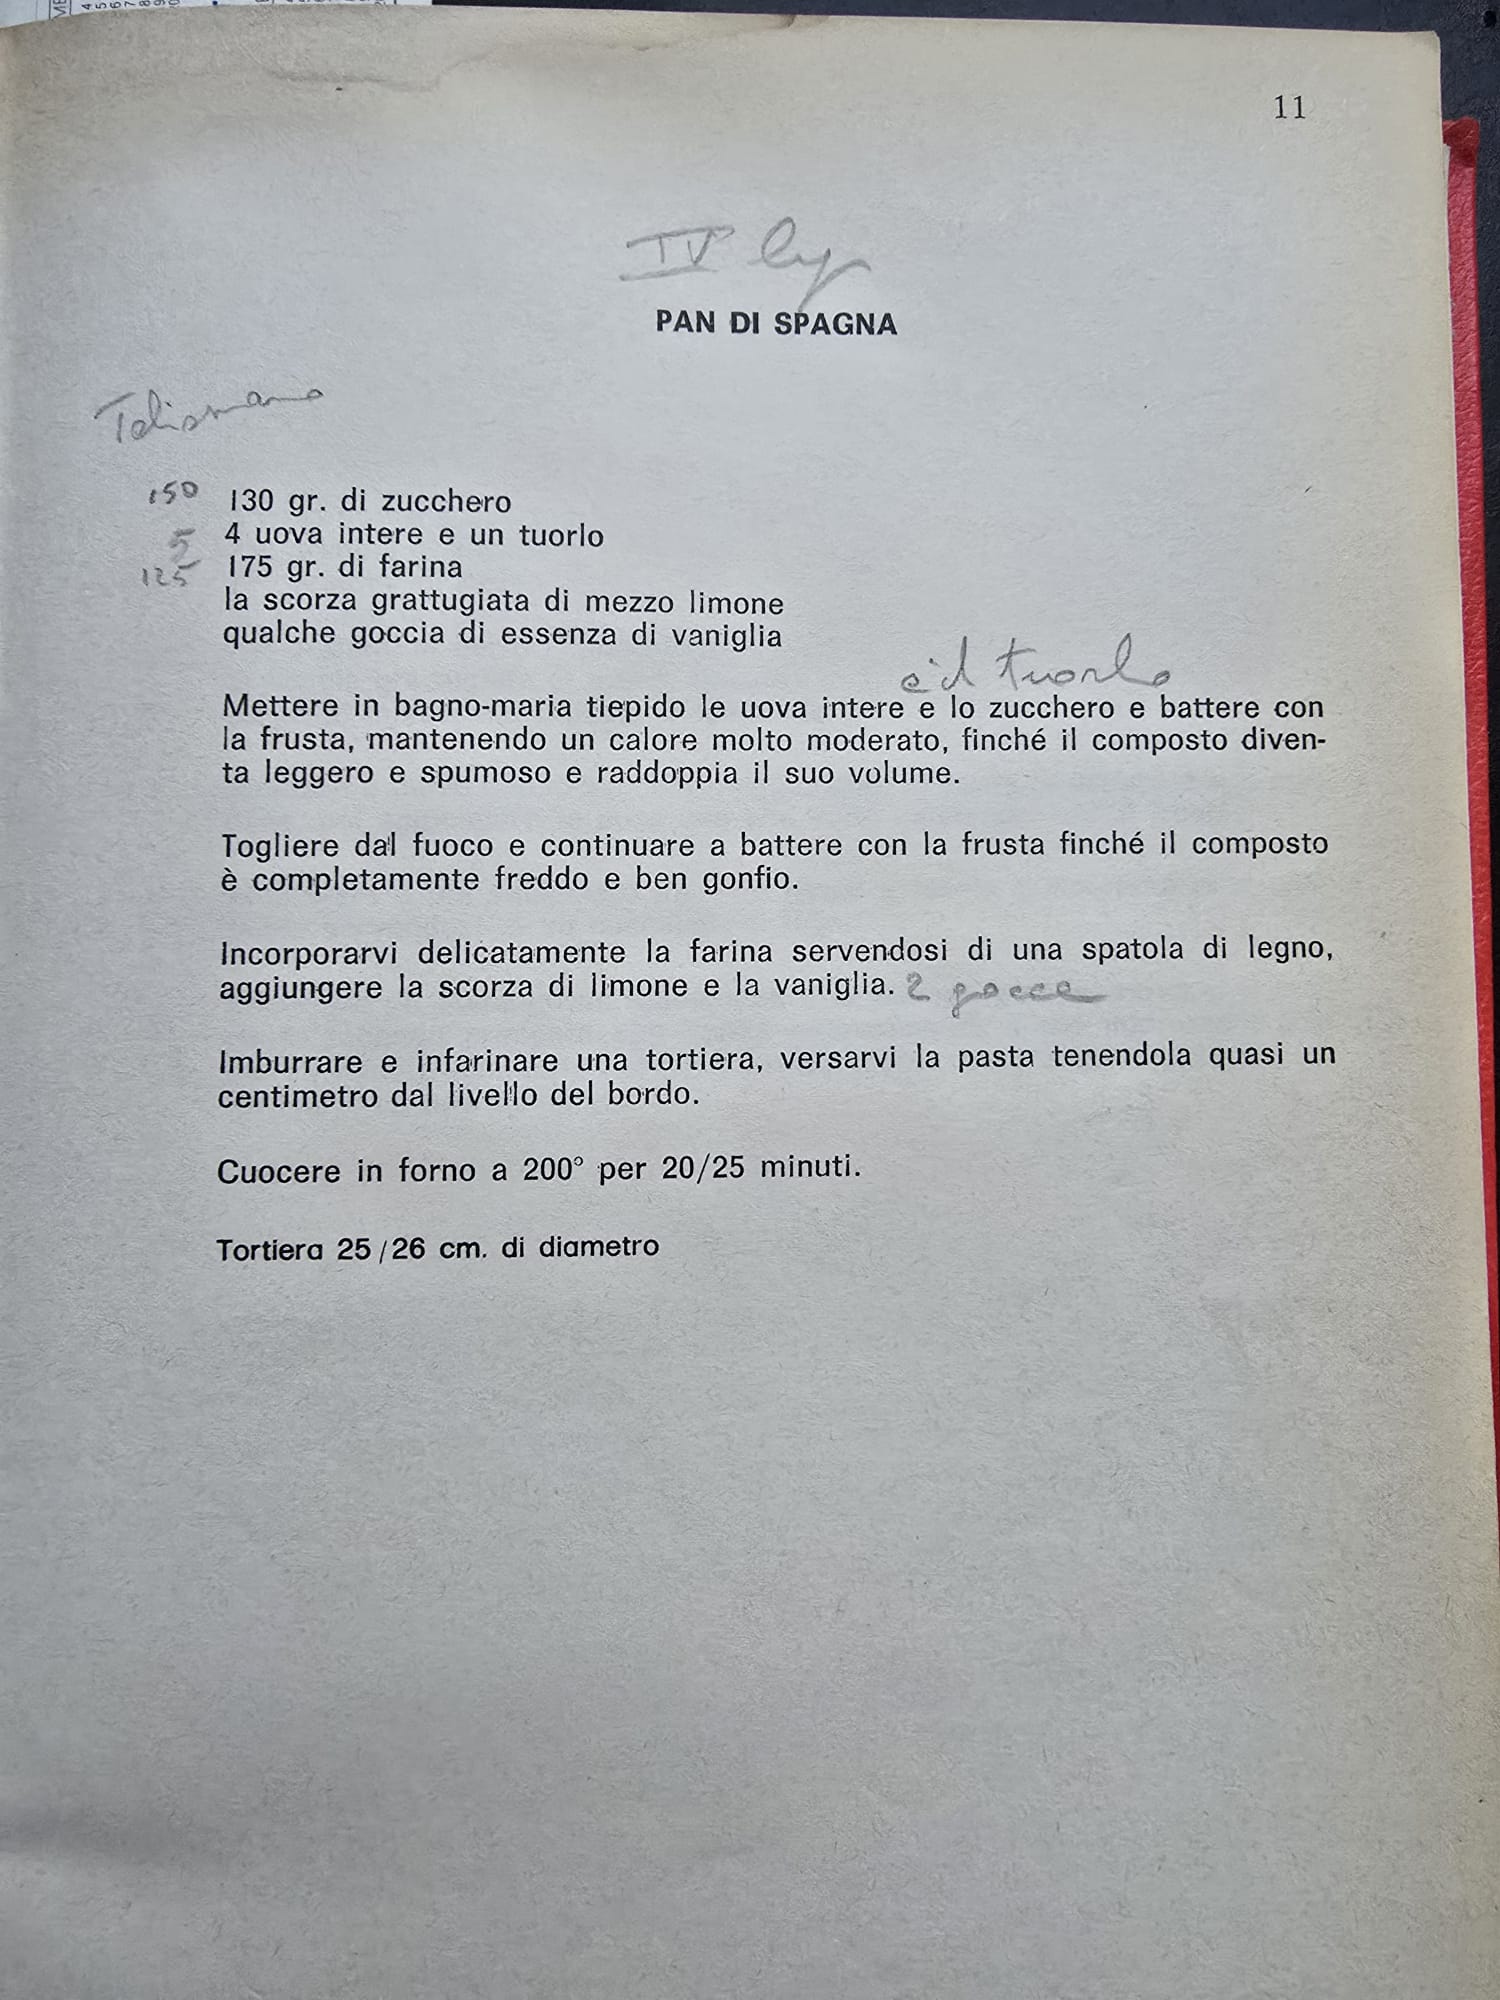 11
IV
PAN DI SPAGNA
Talismano
150 130 gr. di zucchero
5 4 uova intere e un tuorlo
125 175 gr. di farina
la scorza grattugiata di mezzo limone
qualche goccia di essenza di vaniglia
e il tuorlo
Mettere in bagno-maria tiepido le uova intere e lo zucchero e battere con
la frusta, mantenendo un calore molto moderato, finché il composto diven-
ta leggero e spumoso e raddoppia il suo volume.
Togliere dal fuoco e continuare a battere con la frusta finché il composto
è completamente freddo e ben gonfio.
Incorporarvi delicatamente la farina servendosi di una spatola di legno,
aggiungere la scorza di limone e la vaniglia. 2 gocce
Imburrare e infarinare una tortiera, versarvi la pasta tenendola quasi un
centimetro dal livello del bordo.
Cuocere in forno a 200° per 20/25 minuti.
Tortiera 25/26 cm. di diametro